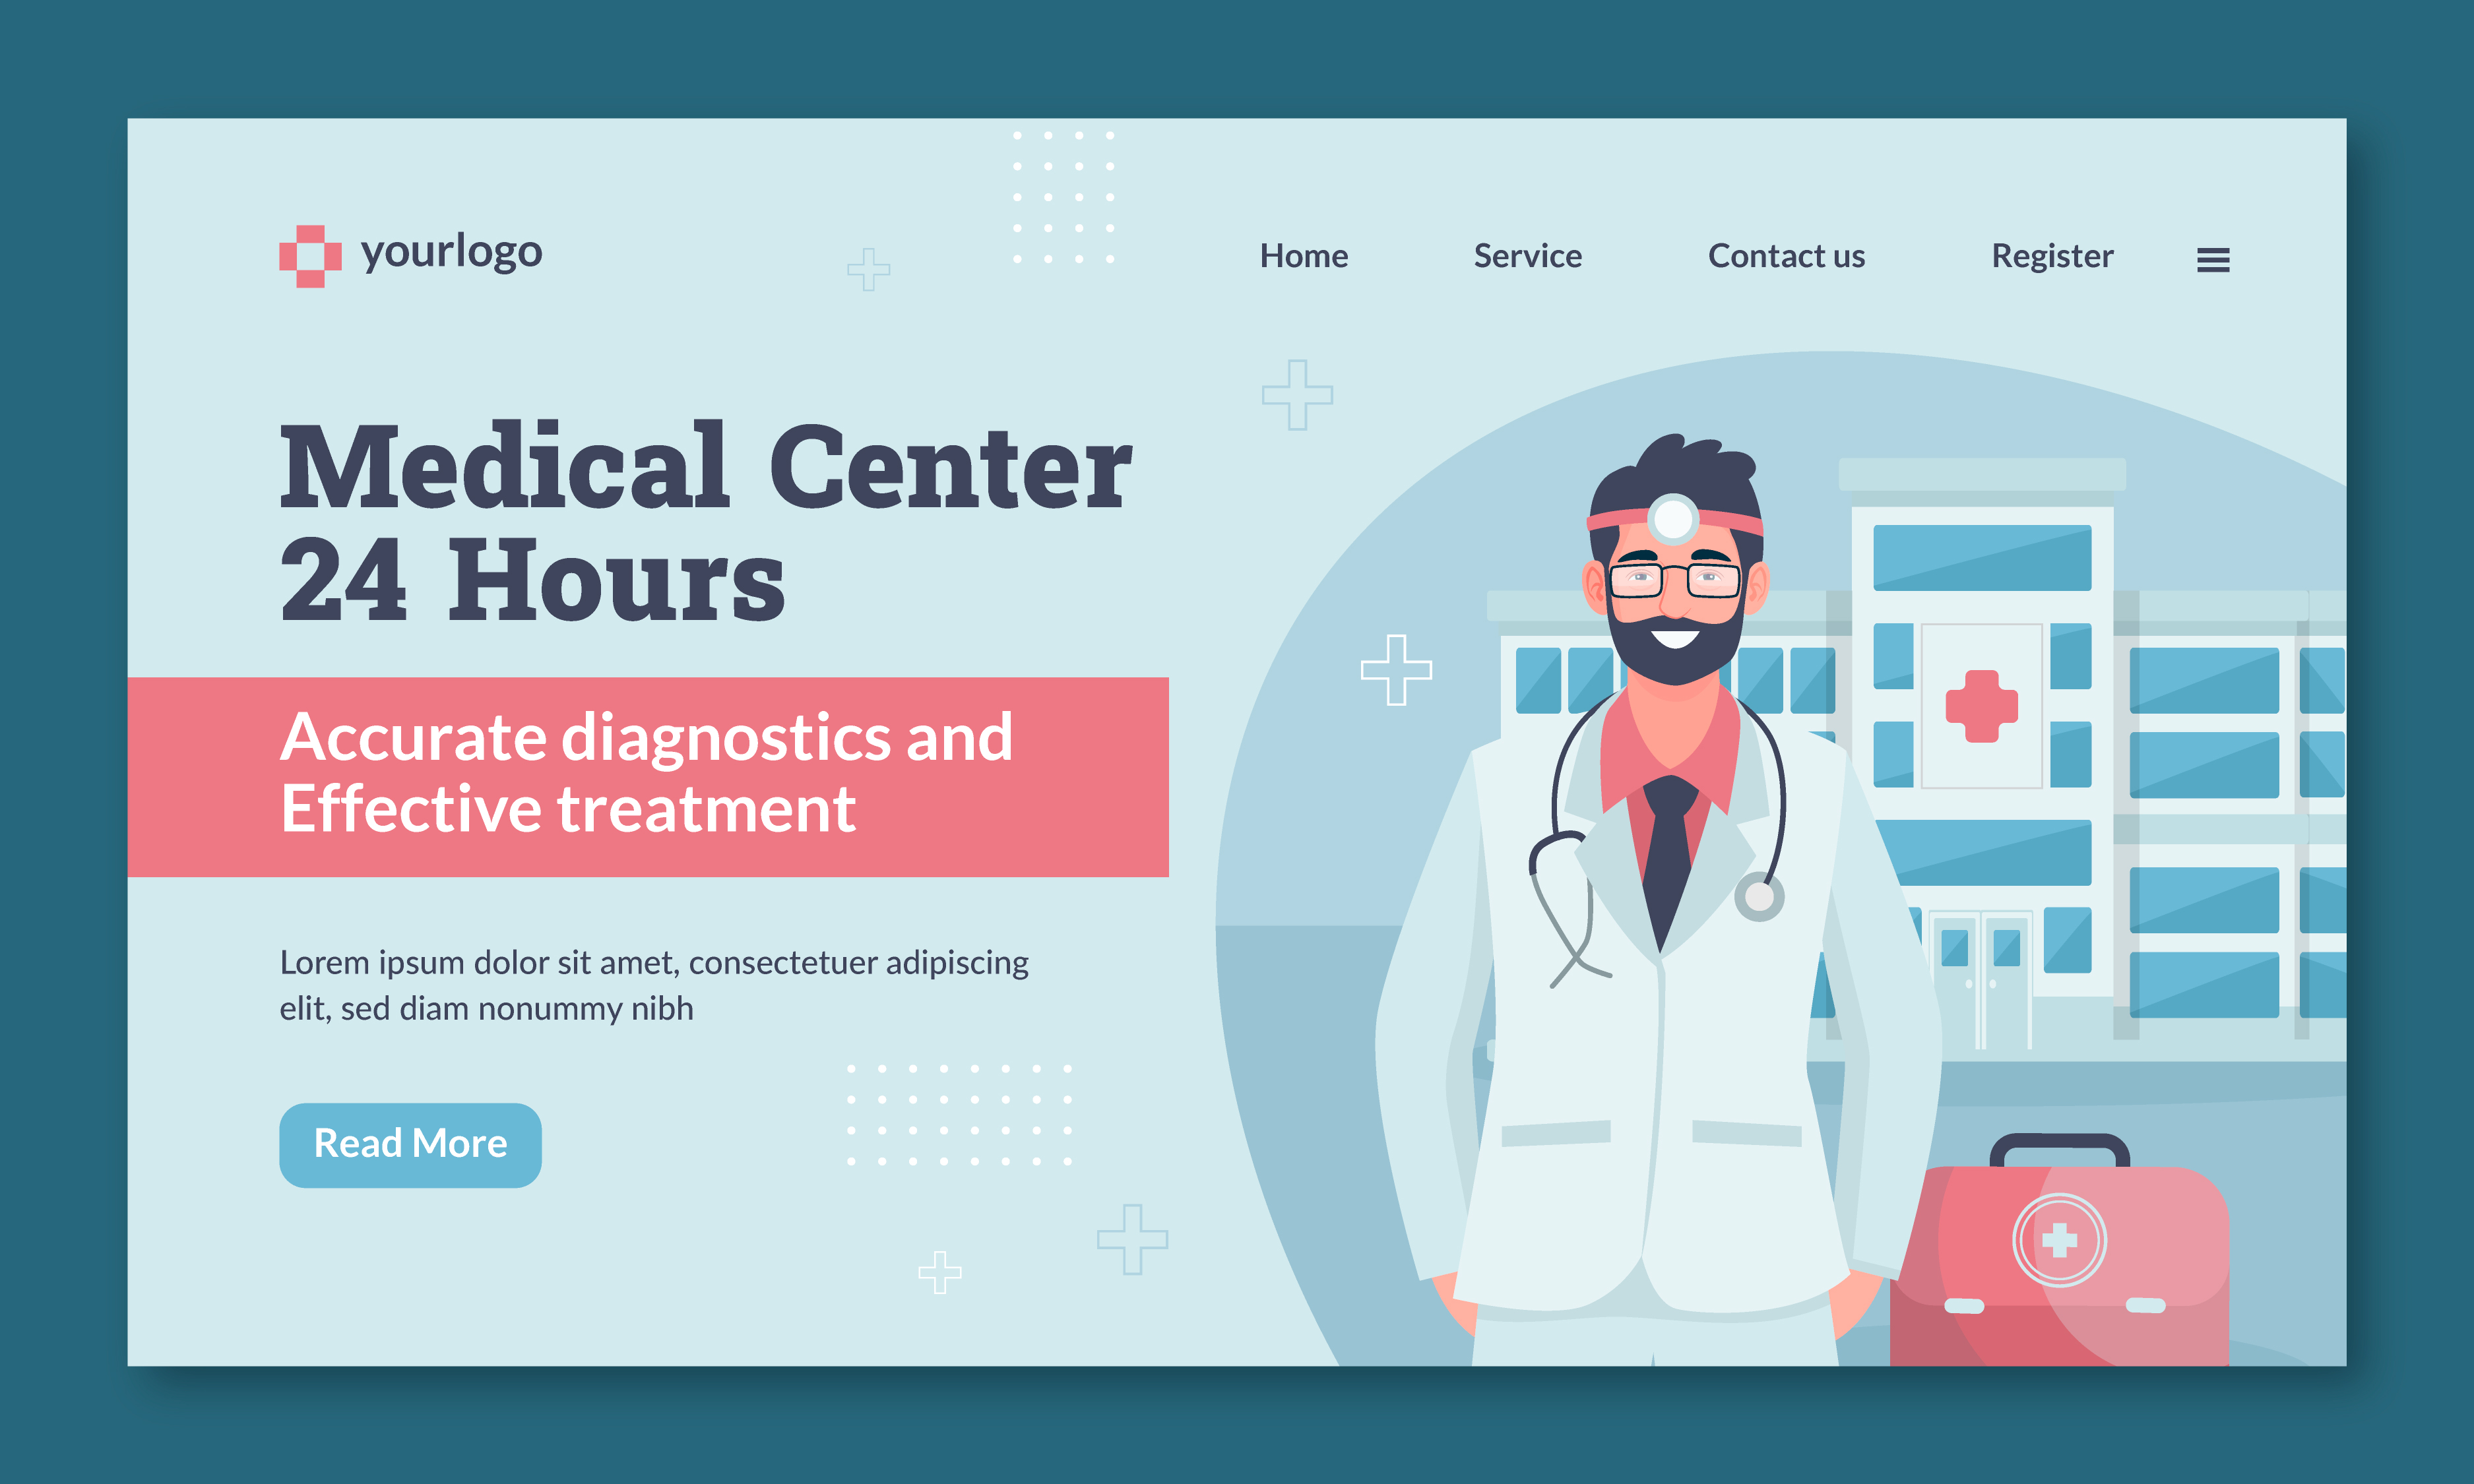 yourlogo
Home Service Contact us Register
Medical Center
24 Hours
Accurate diagnostics and
Effective treatment
Lorem ipsum dolor sit amet, consectetuer adipiscing
elit, sed diam nonummy nibh
Read More